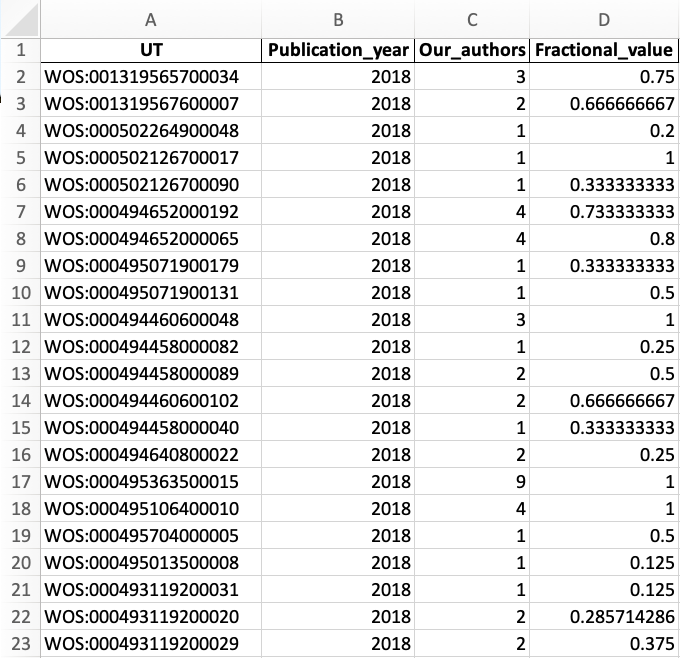 A B C D
1 UT Publication_year Our_authors Fractional_value
2 WOS:001319565700034 2018 3 0.75
3 WOS:001319567600007 2018 2 0.666666667
4 WOS:000502264900048 2018 1 0.2
5 WOS:000502126700017 2018 1 1
6 WOS:000502126700090 2018 1 0.333333333
7 WOS:000494652000192 2018 4 0.733333333
8 WOS:000494652000065 2018 4 0.8
9 WOS:000495071900179 2018 1 0.333333333
10 WOS:000495071900131 2018 1 0.5
11 WOS:000494460600048 2018 3 1
12 WOS:000494458000082 2018 1 0.25
13 WOS:000494458000089 2018 2 0.5
14 WOS:000494460600102 2018 2 0.666666667
15 WOS:000494458000040 2018 1 0.333333333
16 WOS:000494640800022 2018 2 0.25
17 WOS:000495363500015 2018 9 1
18 WOS:000495106400010 2018 4 1
19 WOS:000495704000005 2018 1 0.5
20 WOS:000495013500008 2018 1 0.125
21 WOS:000493119200031 2018 1 0.125
22 WOS:000493119200020 2018 2 0.285714286
23 WOS:000493119200029 2018 2 0.375